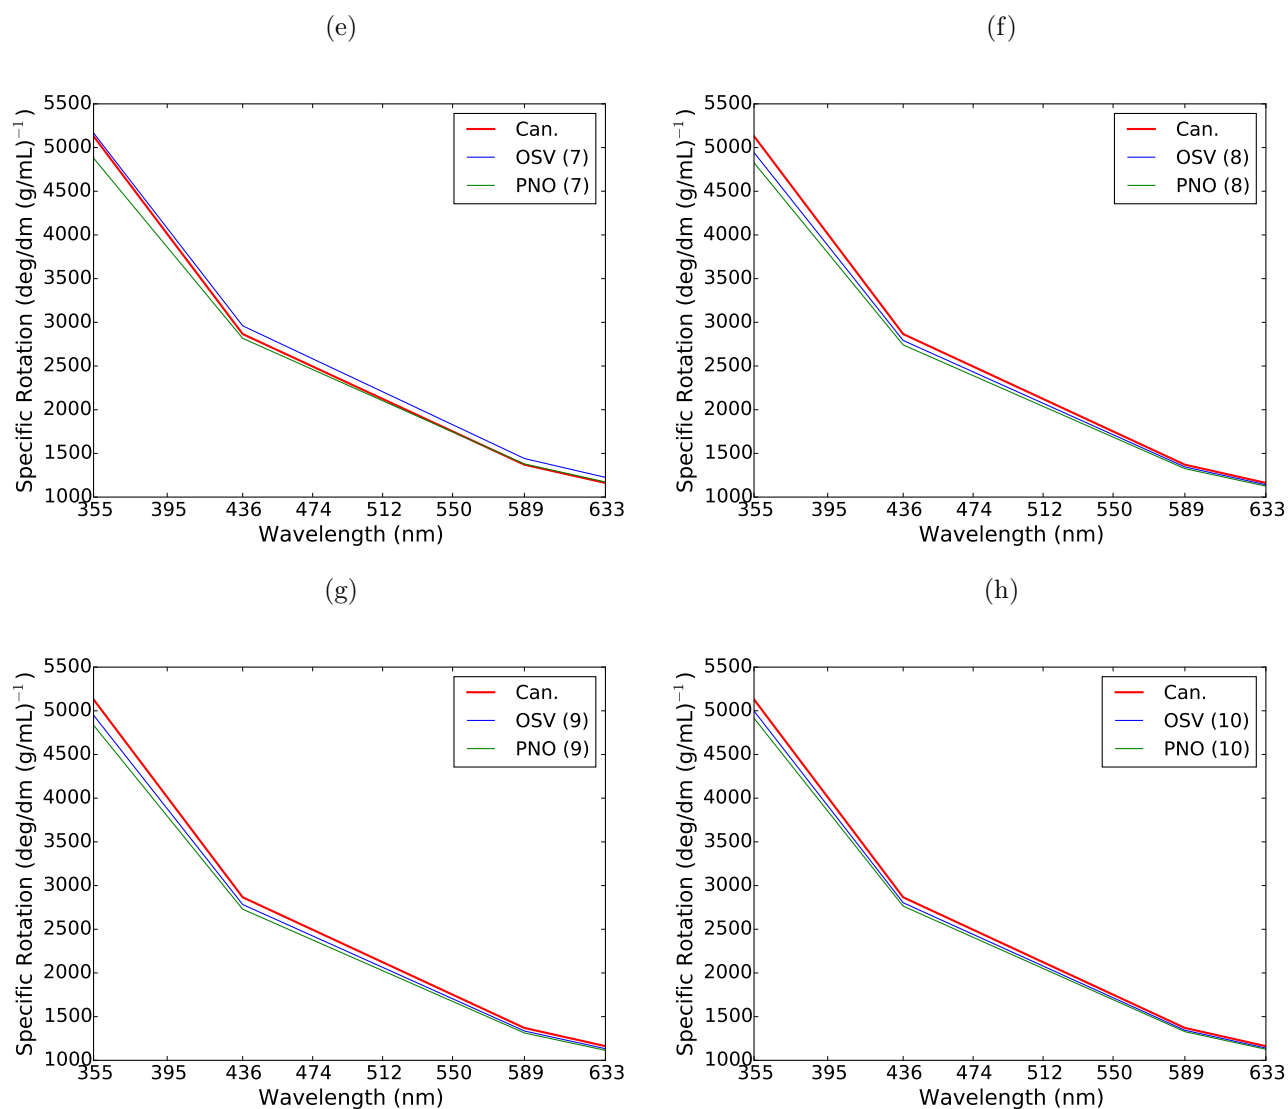 (e)
(f)
5500
5000
4500
4000
3500
3000
2500
2000
1500
1000
Specific Rotation (deg/dm (g/mL)⁻¹)
Can.
OSV (7)
PNO (7)
355 395 436 474 512 550 589 633
Wavelength (nm)
5500
5000
4500
4000
3500
3000
2500
2000
1500
1000
Specific Rotation (deg/dm (g/mL)⁻¹)
Can.
OSV (8)
PNO (8)
355 395 436 474 512 550 589 633
Wavelength (nm)
(g)
(h)
5500
5000
4500
4000
3500
3000
2500
2000
1500
1000
Specific Rotation (deg/dm (g/mL)⁻¹)
Can.
OSV (9)
PNO (9)
355 395 436 474 512 550 589 633
Wavelength (nm)
5500
5000
4500
4000
3500
3000
2500
2000
1500
1000
Specific Rotation (deg/dm (g/mL)⁻¹)
Can.
OSV (10)
PNO (10)
355 395 436 474 512 550 589 633
Wavelength (nm)